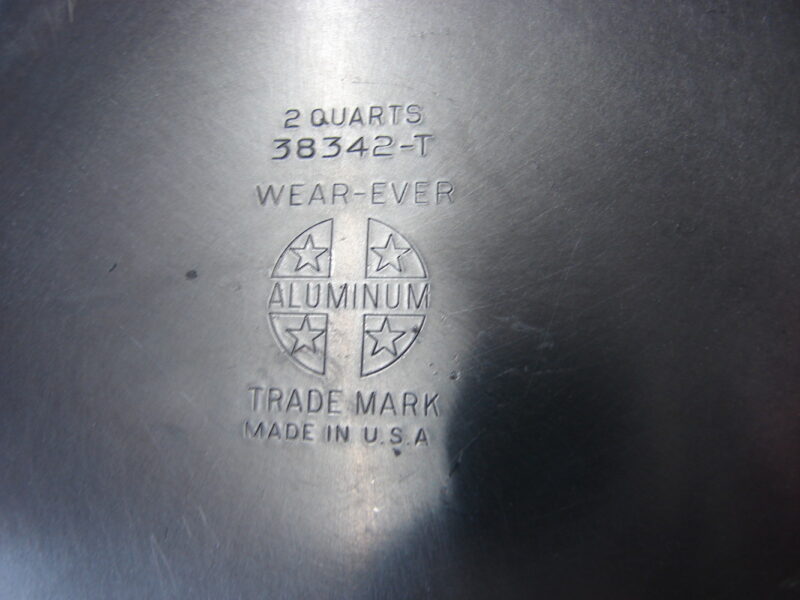 2 QUARTS
38342-T
WEAR-EVER
ALUMINUM
TRADE MARK
MADE IN U.S.A